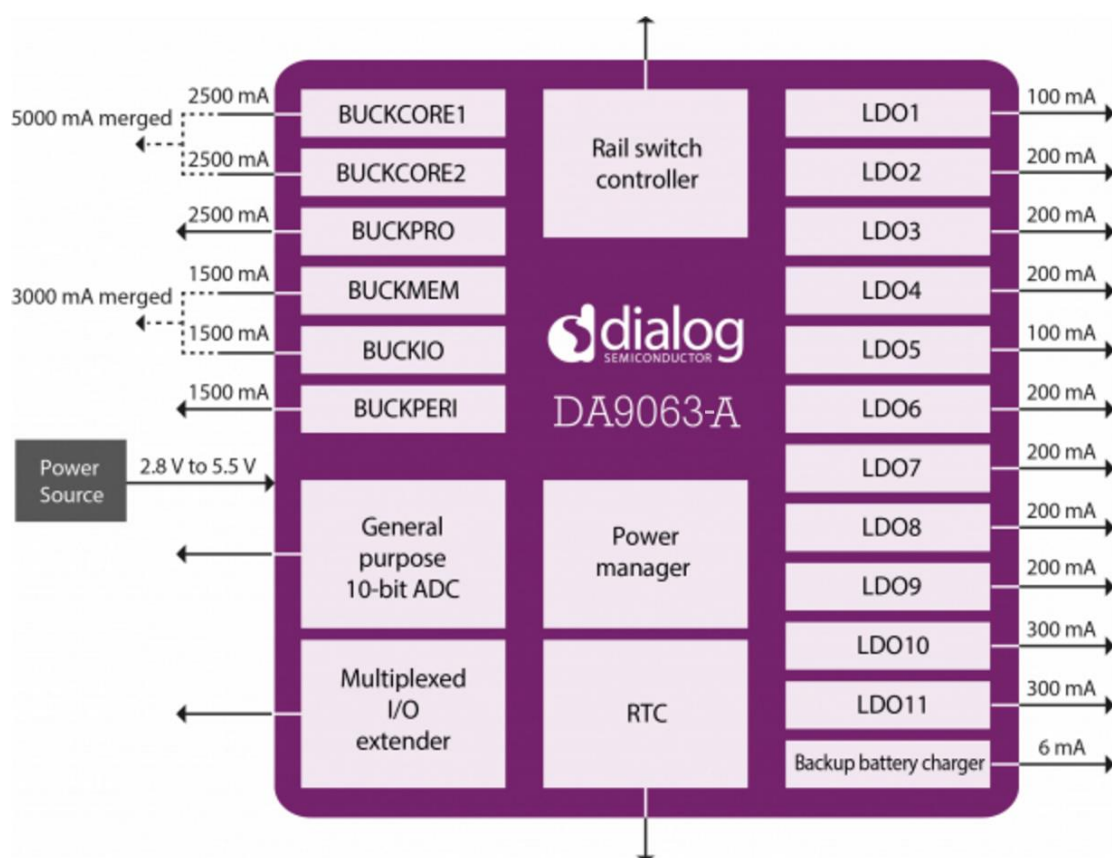 2500 mA
5000 mA merged
2500 mA
2500 mA
1500 mA
3000 mA merged
1500 mA
1500 mA
Power
Source
2.8 V to 5.5 V
BUCKCORE1
BUCKCORE2
BUCKPRO
BUCKMEM
BUCKIO
BUCKPERI
General
purpose
10-bit ADC
Multiplexed
I/O
extender
Rail switch
controller
dialog
SEMICONDUCTOR
DA9063-A
Power
manager
RTC
LDO1
100 mA
LDO2
200 mA
LDO3
200 mA
LDO4
200 mA
LDO5
100 mA
LDO6
200 mA
LDO7
200 mA
LDO8
200 mA
LDO9
200 mA
LDO10
300 mA
LDO11
300 mA
Backup battery charger
6 mA